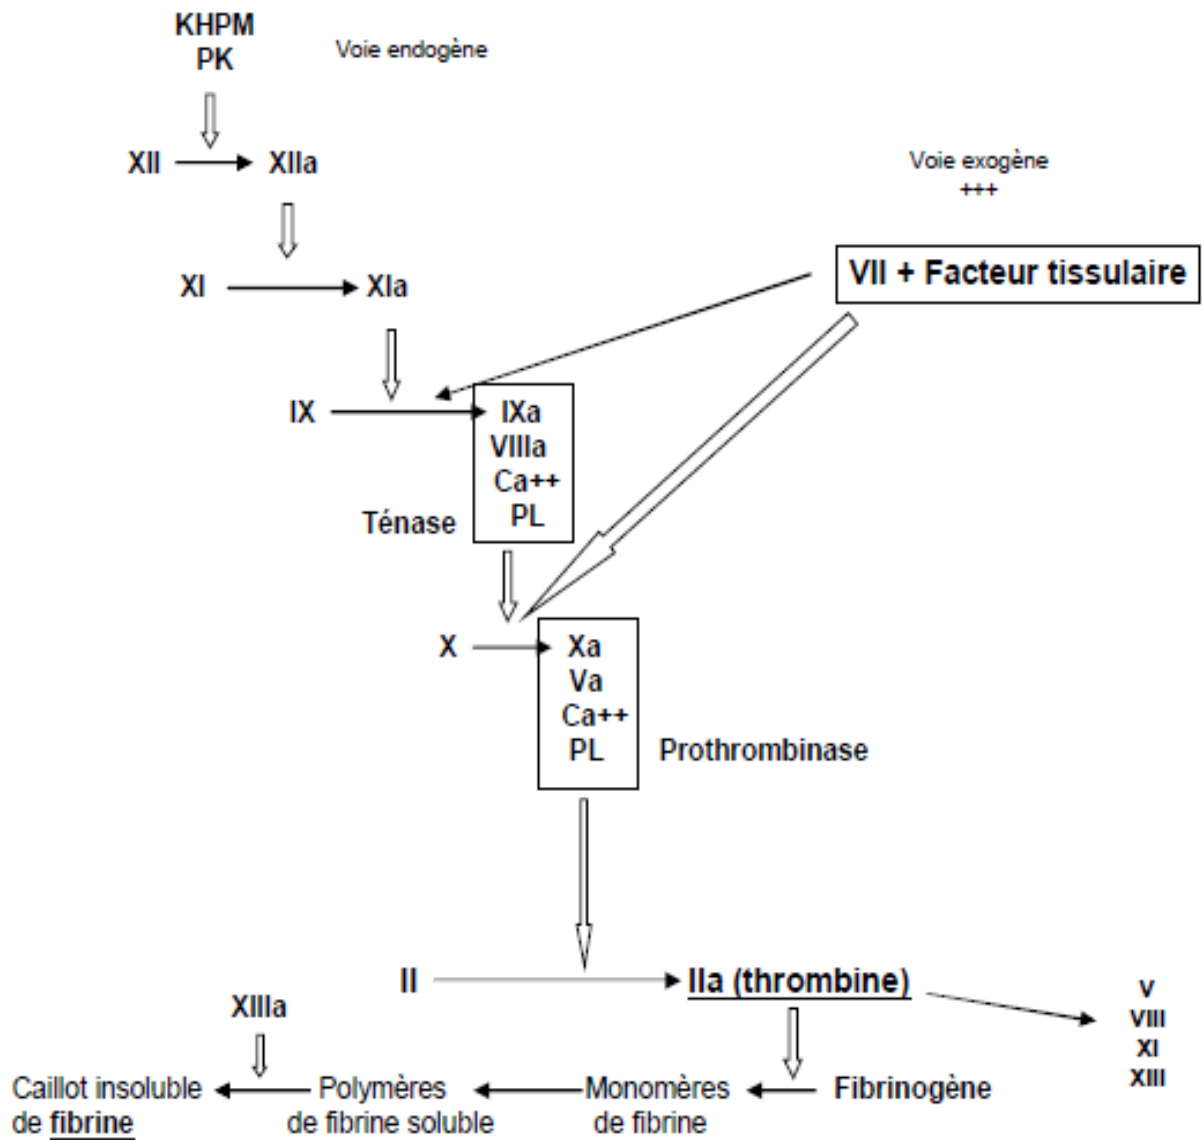 KHPM
PK
Voie endogène
XII
XIIa
Voie exogène
+++
VII + Facteur tissulaire
XI
XIa
IX
IXa
VIIIa
Ca++
PL
Ténase
X
Xa
Va
Ca++
PL
Prothrombinase
II
IIa (thrombine)
V
VIII
XI
XIII
XIIIa
Caillot insoluble
de fibrine
Polymères
de fibrine soluble
Monomères
de fibrine
Fibrinogène